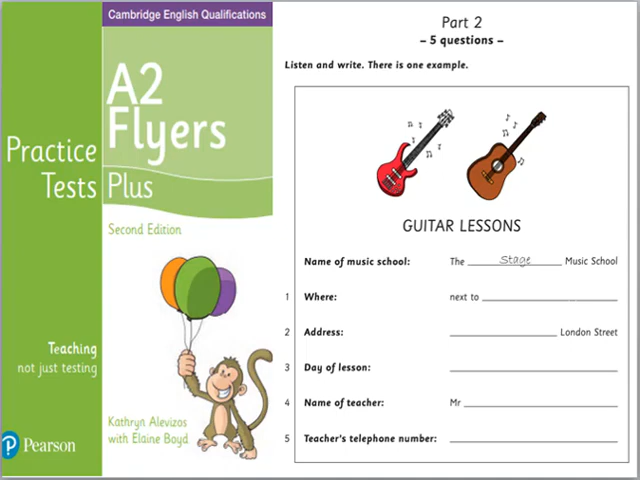 Cambridge English Qualifications
A2
Flyers
Practice
Tests
Plus
Second Edition
Teaching
not just testing
Kathryn Alevizos
with Elaine Boyd
Pearson
Part 2
– 5 questions –
Listen and write. There is one example.
GUITAR LESSONS
Name of music school: The Stage Music School
1 Where: next to
2 Address: London Street
3 Day of lesson:
4 Name of teacher: Mr
5 Teacher's telephone number: